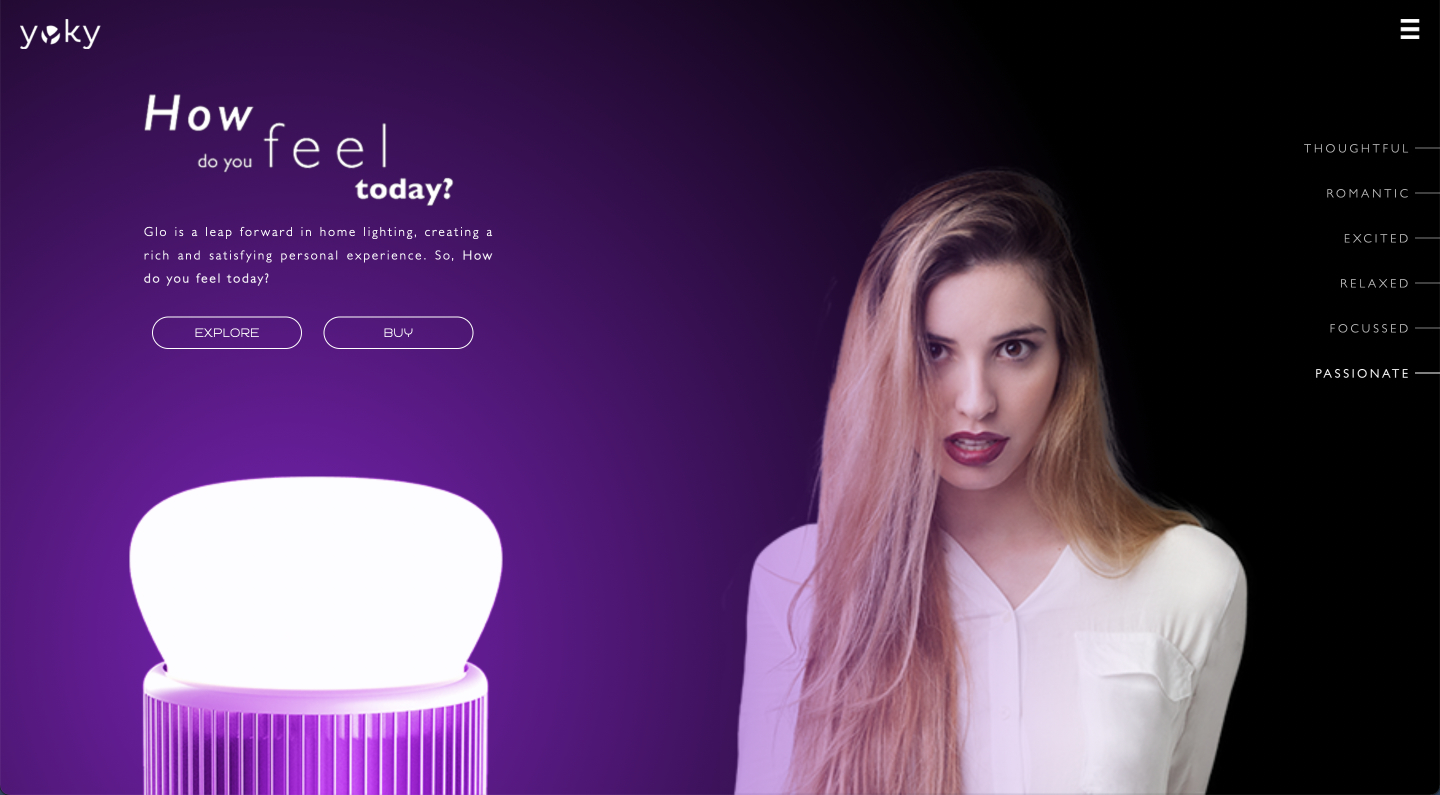 yoky
How
do you feel
today?
Glo is a leap forward in home lighting, creating a
rich and satisfying personal experience. So, How
do you feel today?
EXPLORE
BUY
THOUGHTFUL
ROMANTIC
EXCITED
RELAXED
FOCUSSED
PASSIONATE